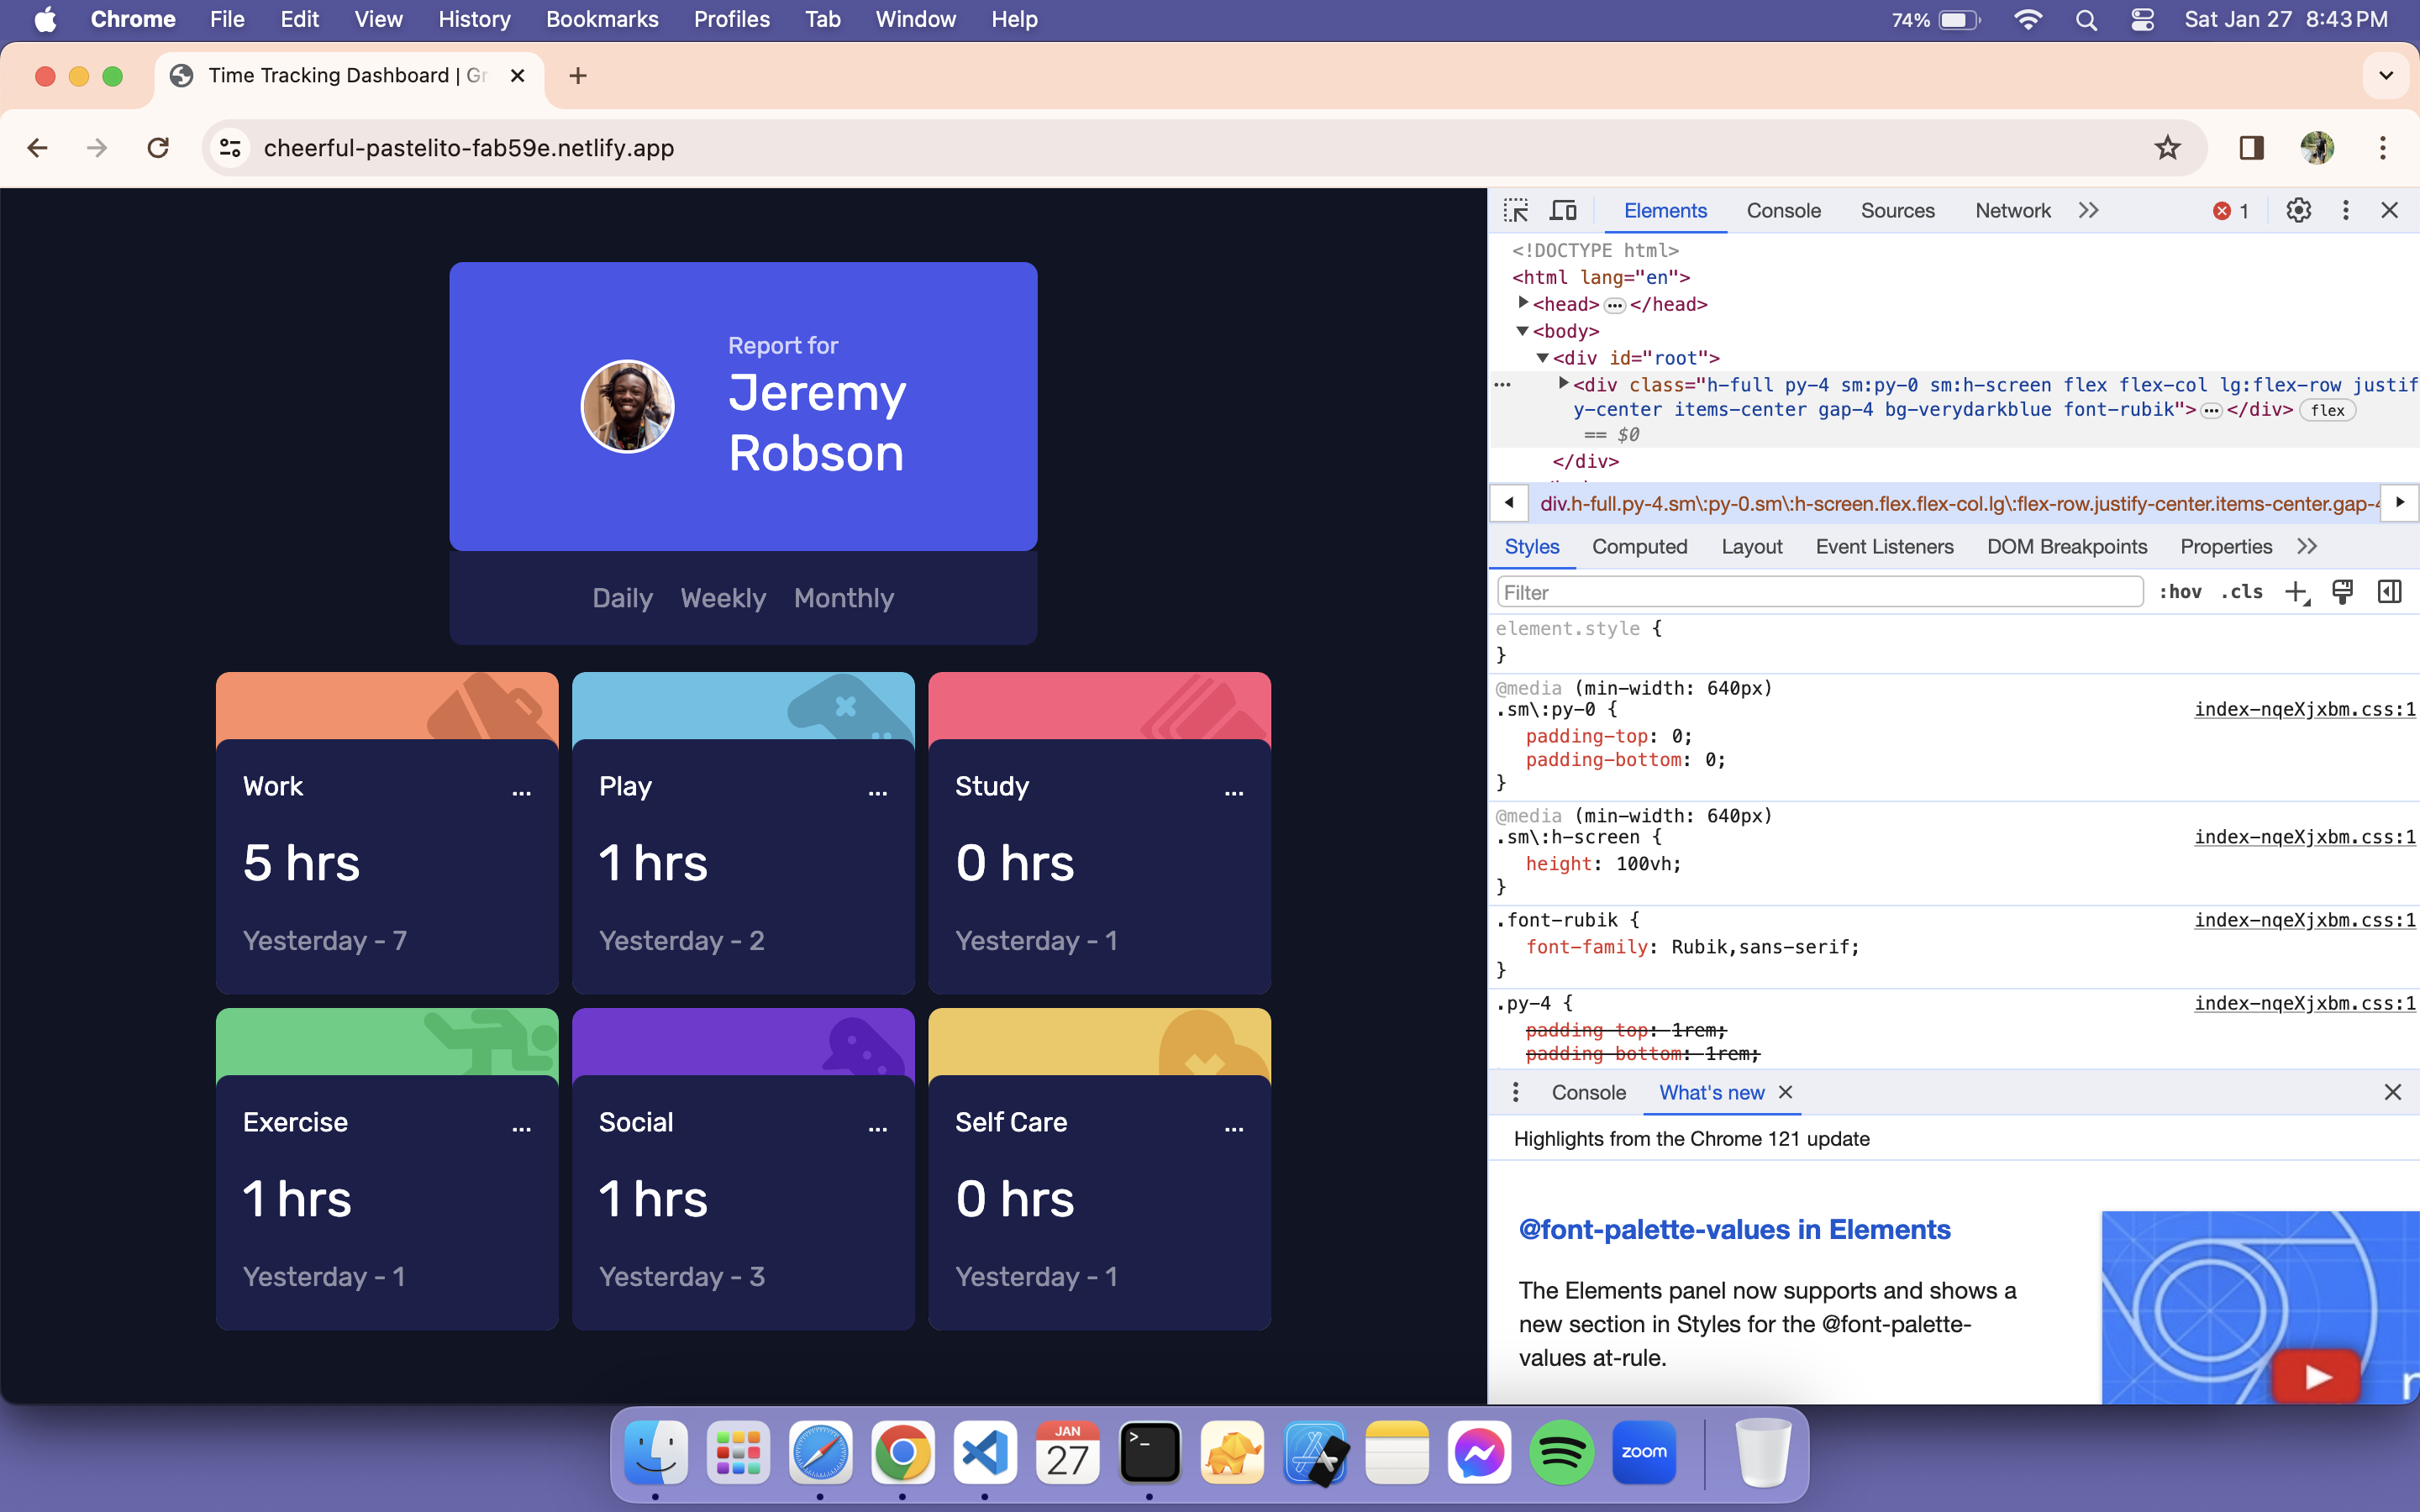 Chrome File Edit View History Bookmarks Profiles Tab Window Help 74% Sat Jan 27 8:43 PM
Time Tracking Dashboard | Gr
cheerful-pastelito-fab59e.netlify.app
Report for
Jeremy
Robson
Daily Weekly Monthly
Work ...
5 hrs
Yesterday - 7
Play ...
1 hrs
Yesterday - 2
Study ...
0 hrs
Yesterday - 1
Exercise ...
1 hrs
Yesterday - 1
Social ...
1 hrs
Yesterday - 3
Self Care ...
0 hrs
Yesterday - 1
Elements Console Sources Network 1
<!DOCTYPE html>
<html lang="en">
<head>…</head>
<body>
<div id="root">
… <div class="h-full py-4 sm:py-0 sm:h-screen flex flex-col lg:flex-row justif
y-center items-center gap-4 bg-verydarkblue font-rubik">…</div> flex
== $0
</div>
div.h-full.py-4.sm\:py-0.sm\:h-screen.flex.flex-col.lg\:flex-row.justify-center.items-center.gap-4
Styles Computed Layout Event Listeners DOM Breakpoints Properties
Filter :hov .cls
element.style {
}
@media (min-width: 640px)
.sm\:py-0 { index-nqeXjxbm.css:1
padding-top: 0;
padding-bottom: 0;
}
@media (min-width: 640px)
.sm\:h-screen { index-nqeXjxbm.css:1
height: 100vh;
}
.font-rubik { index-nqeXjxbm.css:1
font-family: Rubik,sans-serif;
}
.py-4 { index-nqeXjxbm.css:1
padding-top: 1rem;
padding-bottom: 1rem;
Console What's new
Highlights from the Chrome 121 update
@font-palette-values in Elements
The Elements panel now supports and shows a
new section in Styles for the @font-palette-
values at-rule.
JAN
27
>_
zoom